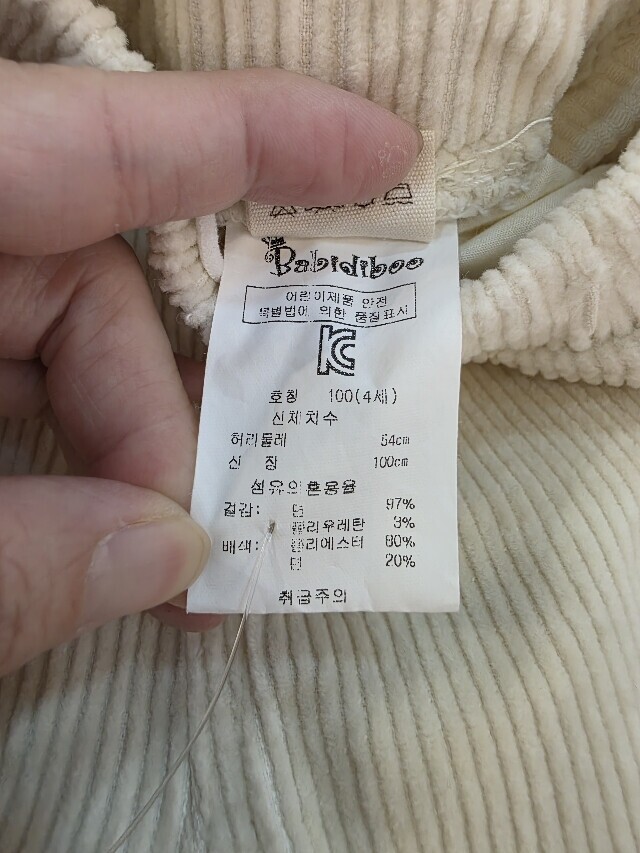 Babidiboo
어린이제품 안전
특별법에 의한 품질표시
KC
호칭 100(4세)
신체치수
허리둘레 54cm
신 장 100cm
섬유의혼용율
겉감: 면 97%
폴리우레탄 3%
배색: 폴리에스터 80%
면 20%
취급주의